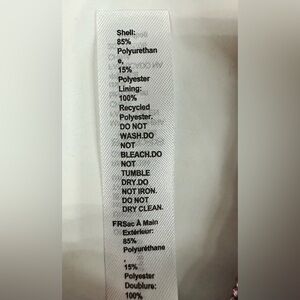 Shell:
85%
Polyurethan
e,
15%
Polyester
Lining:
100%
Recycled
Polyester.
DO NOT
WASH.DO
NOT
BLEACH.DO
NOT
TUMBLE
DRY.DO
NOT IRON.
DO NOT
DRY CLEAN.
FRSac À Main
Extérieur:
85%
Polyuréthane
,
15%
Polyester
Doublure:
100%